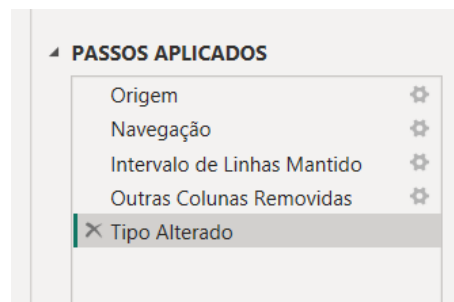 PASSOS APLICADOS
Origem
Navegação
Intervalo de Linhas Mantido
Outras Colunas Removidas
Tipo Alterado